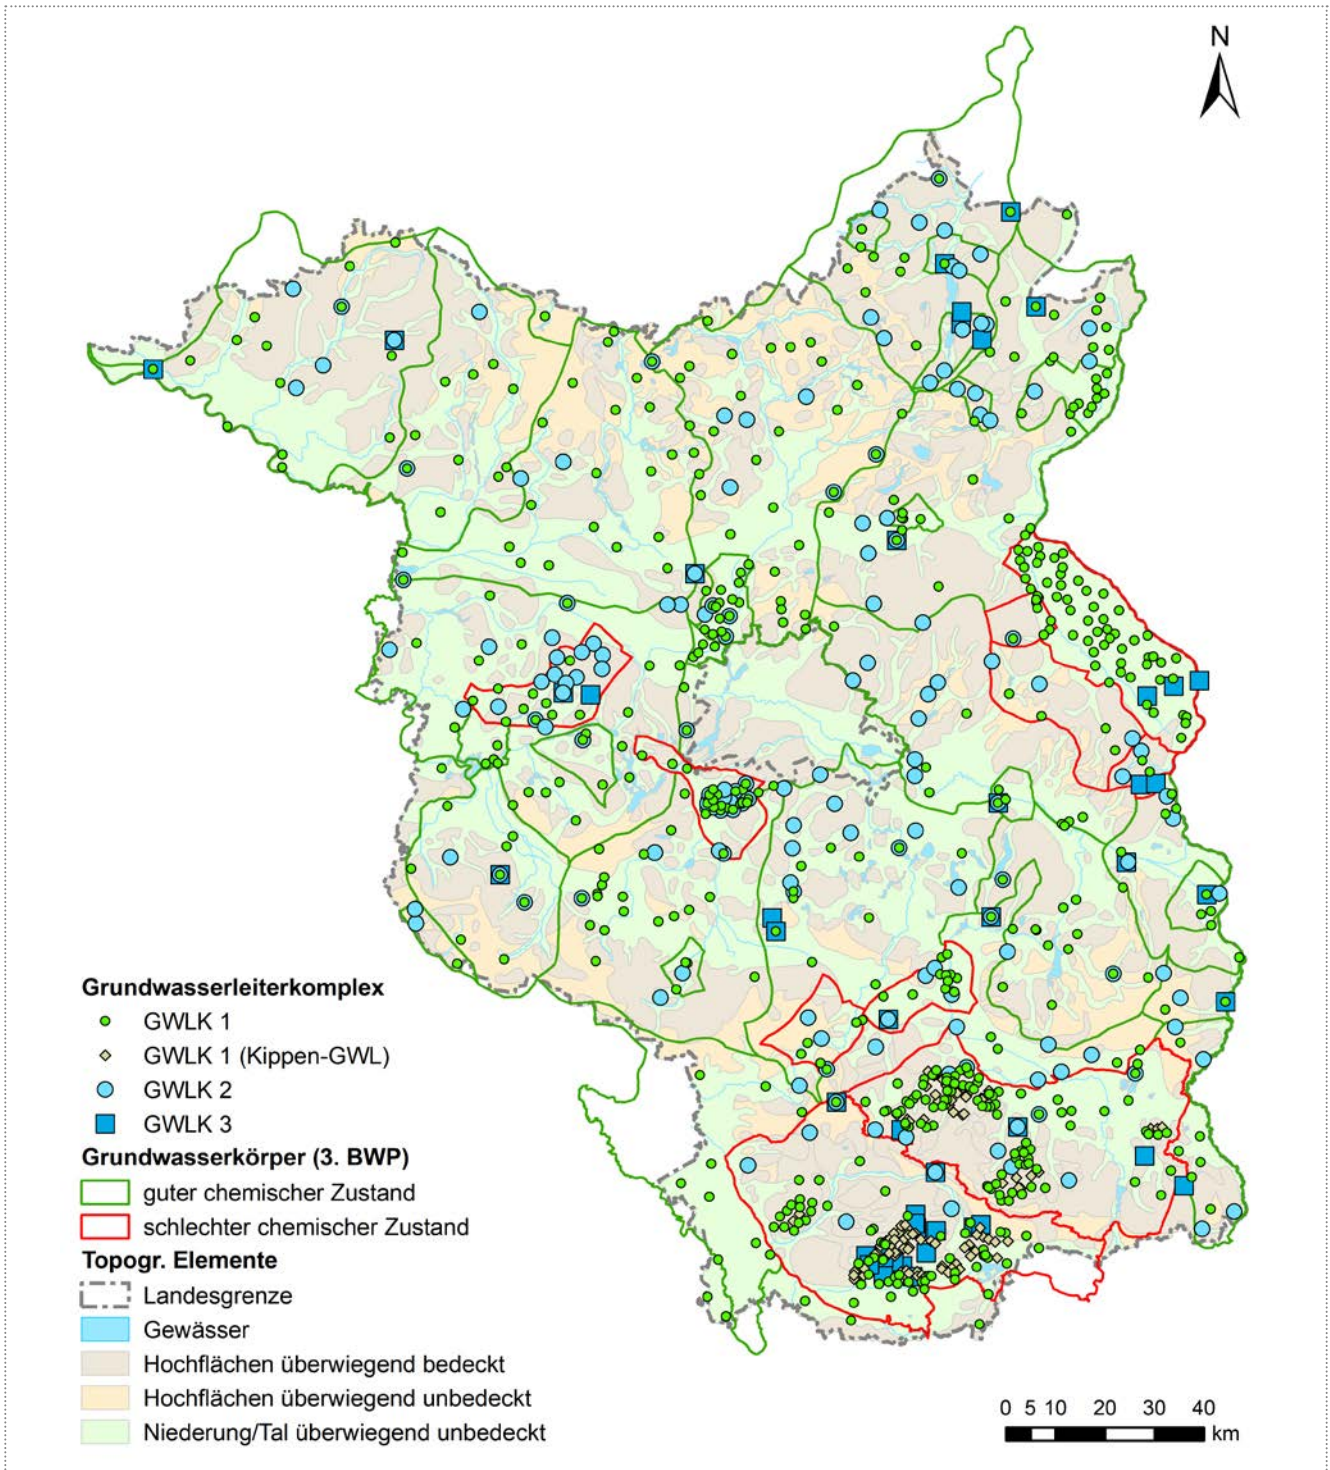 N
Grundwasserleiterkomplex
GWLK 1
GWLK 1 (Kippen-GWL)
GWLK 2
GWLK 3
Grundwasserkörper (3. BWP)
guter chemischer Zustand
schlechter chemischer Zustand
Topogr. Elemente
Landesgrenze
Gewässer
Hochflächen überwiegend bedeckt
Hochflächen überwiegend unbedeckt
Niederung/Tal überwiegend unbedeckt
0 5 10 20 30 40
km